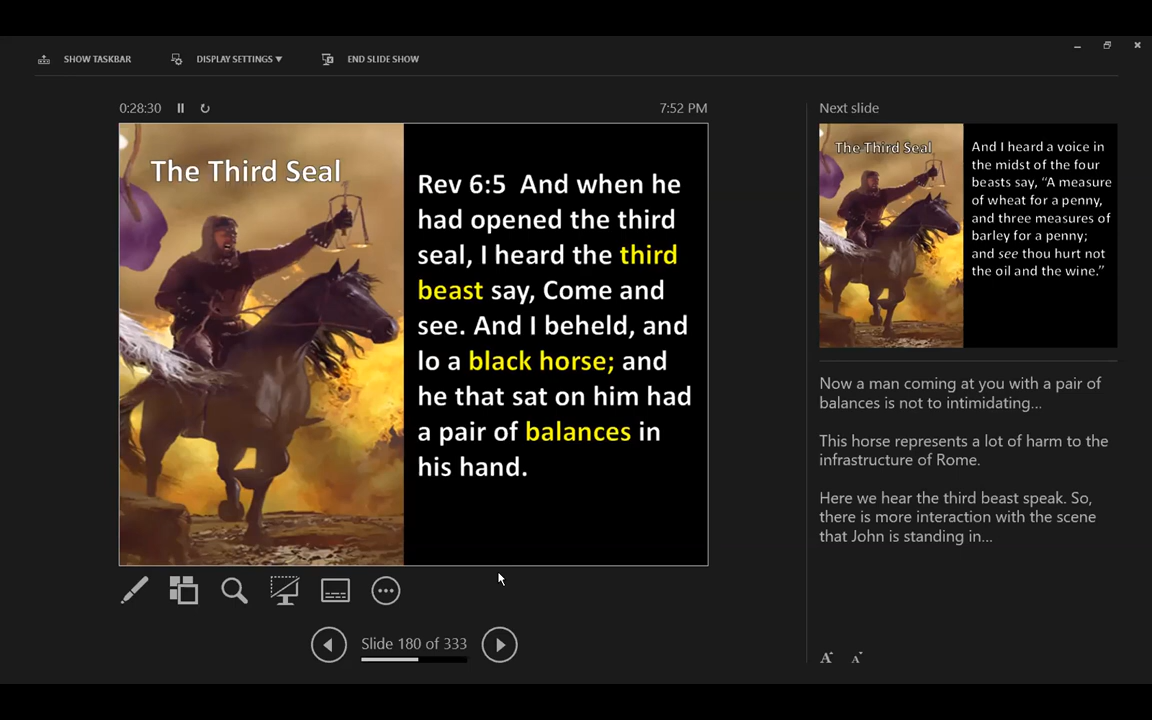 SHOW TASKBAR
DISPLAY SETTINGS ▼
END SLIDE SHOW
0:28:30
7:52 PM
The Third Seal
Rev 6:5 And when he
had opened the third
seal, I heard the third
beast say, Come and
see. And I beheld, and
lo a black horse; and
he that sat on him had
a pair of balances in
his hand.
Slide 180 of 333
Next slide
The Third Seal
And I heard a voice in
the midst of the four
beasts say, “A measure
of wheat for a penny,
and three measures of
barley for a penny;
and see thou hurt not
the oil and the wine.”
Now a man coming at you with a pair of
balances is not to intimidating...
This horse represents a lot of harm to the
infrastructure of Rome.
Here we hear the third beast speak. So,
there is more interaction with the scene
that John is standing in...
A A